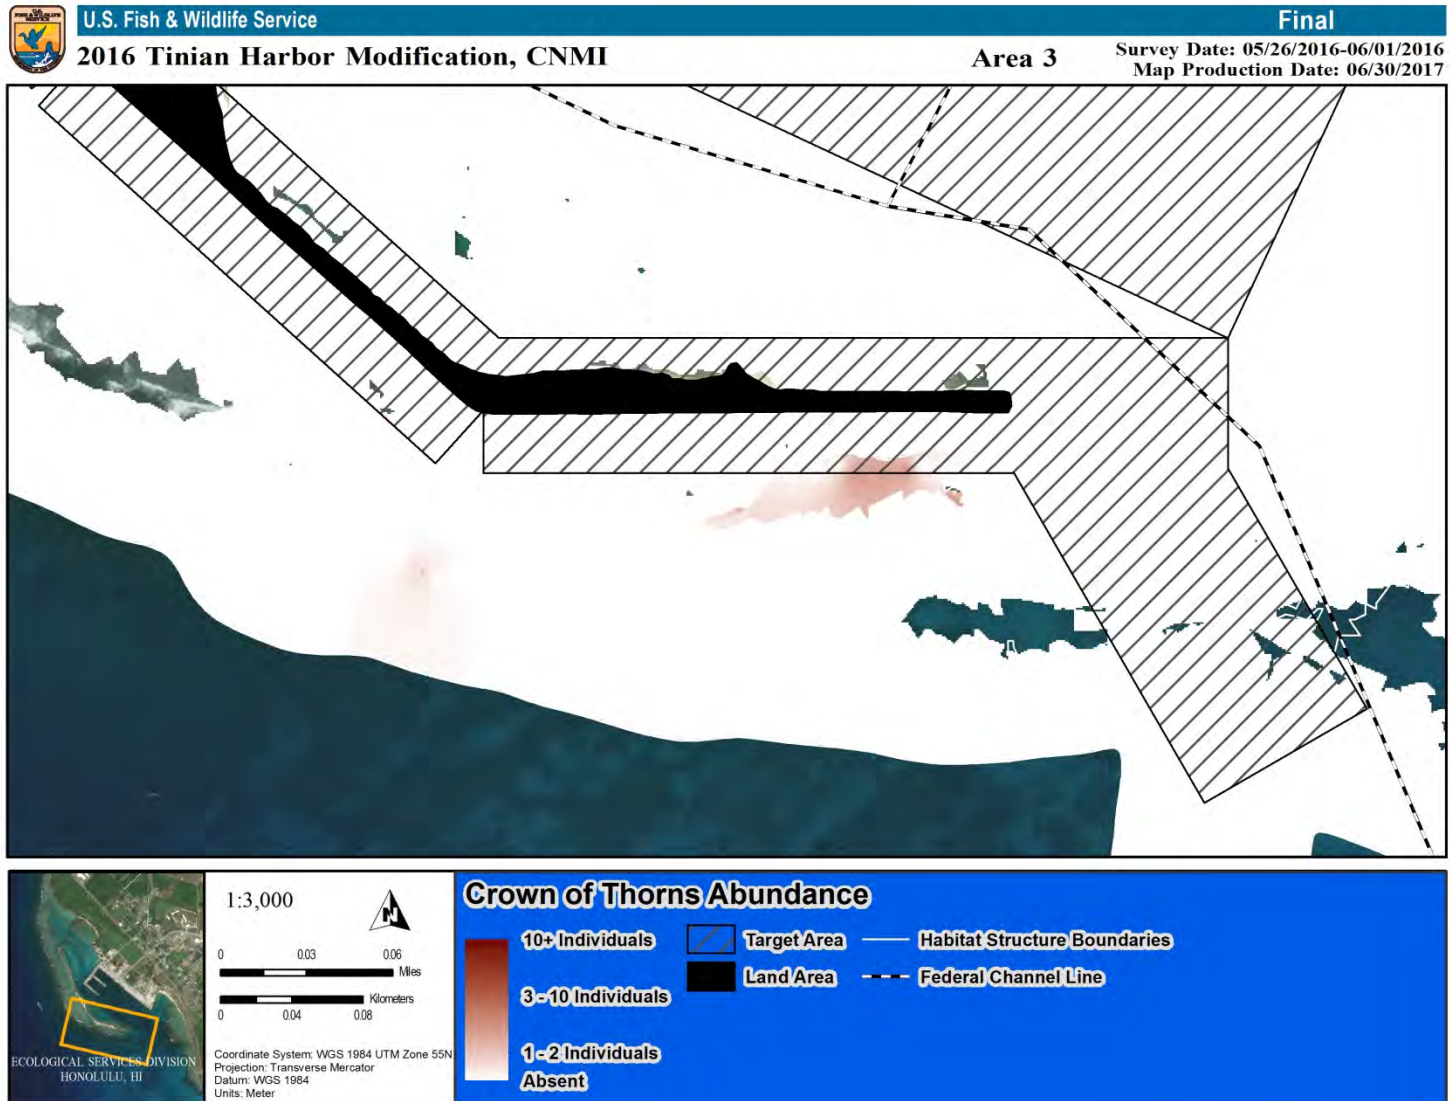 U.S.
FISH & WILDLIFE
SERVICE
U.S. Fish & Wildlife Service
Final
2016 Tinian Harbor Modification, CNMI
Area 3
Survey Date: 05/26/2016-06/01/2016
Map Production Date: 06/30/2017
ECOLOGICAL SERVICES DIVISION
HONOLULU, HI
1:3,000
N
0 0.03 0.06
Miles
Kilometers
0 0.04 0.08
Coordinate System: WGS 1984 UTM Zone 55N
Projection: Transverse Mercator
Datum: WGS 1984
Units: Meter
Crown of Thorns Abundance
10+ Individuals
3 - 10 Individuals
1 - 2 Individuals
Absent
Target Area
Land Area
Habitat Structure Boundaries
Federal Channel Line